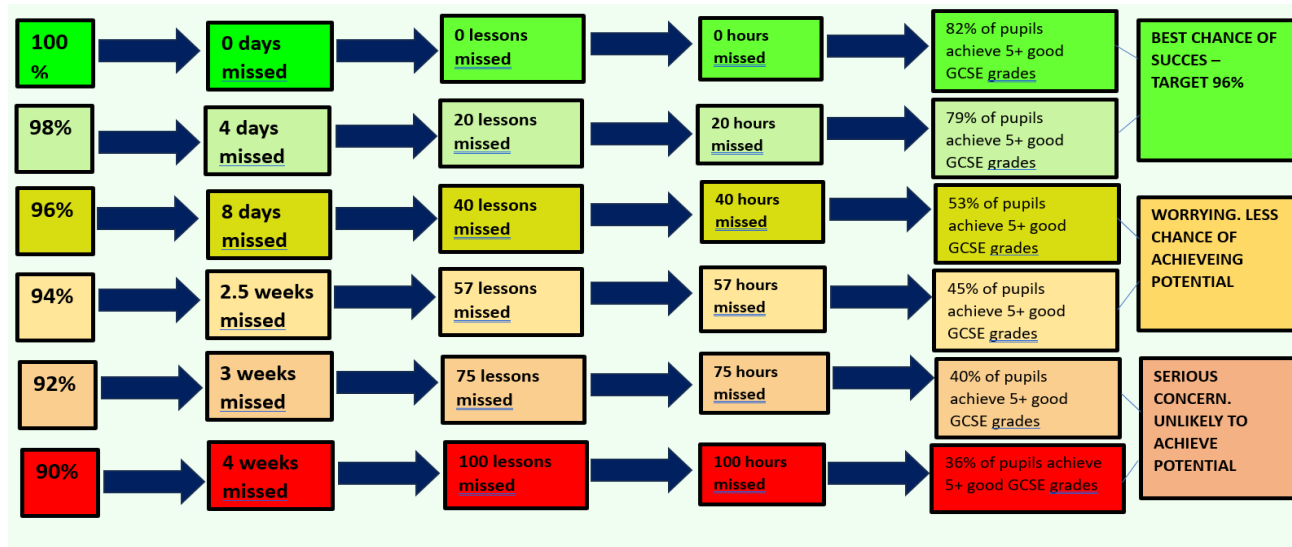 100
%
0 days
missed
0 lessons
missed
0 hours
missed
82% of pupils
achieve 5+ good
GCSE grades
BEST CHANCE OF
SUCCES –
TARGET 96%
98%
4 days
missed
20 lessons
missed
20 hours
missed
79% of pupils
achieve 5+ good
GCSE grades
96%
8 days
missed
40 lessons
missed
40 hours
missed
53% of pupils
achieve 5+ good
GCSE grades
WORRYING. LESS
CHANCE OF
ACHIEVEING
POTENTIAL
94%
2.5 weeks
missed
57 lessons
missed
57 hours
missed
45% of pupils
achieve 5+ good
GCSE grades
92%
3 weeks
missed
75 lessons
missed
75 hours
missed
40% of pupils
achieve 5+ good
GCSE grades
SERIOUS
CONCERN.
UNLIKELY TO
ACHIEVE
POTENTIAL
90%
4 weeks
missed
100 lessons
missed
100 hours
missed
36% of pupils achieve
5+ good GCSE grades